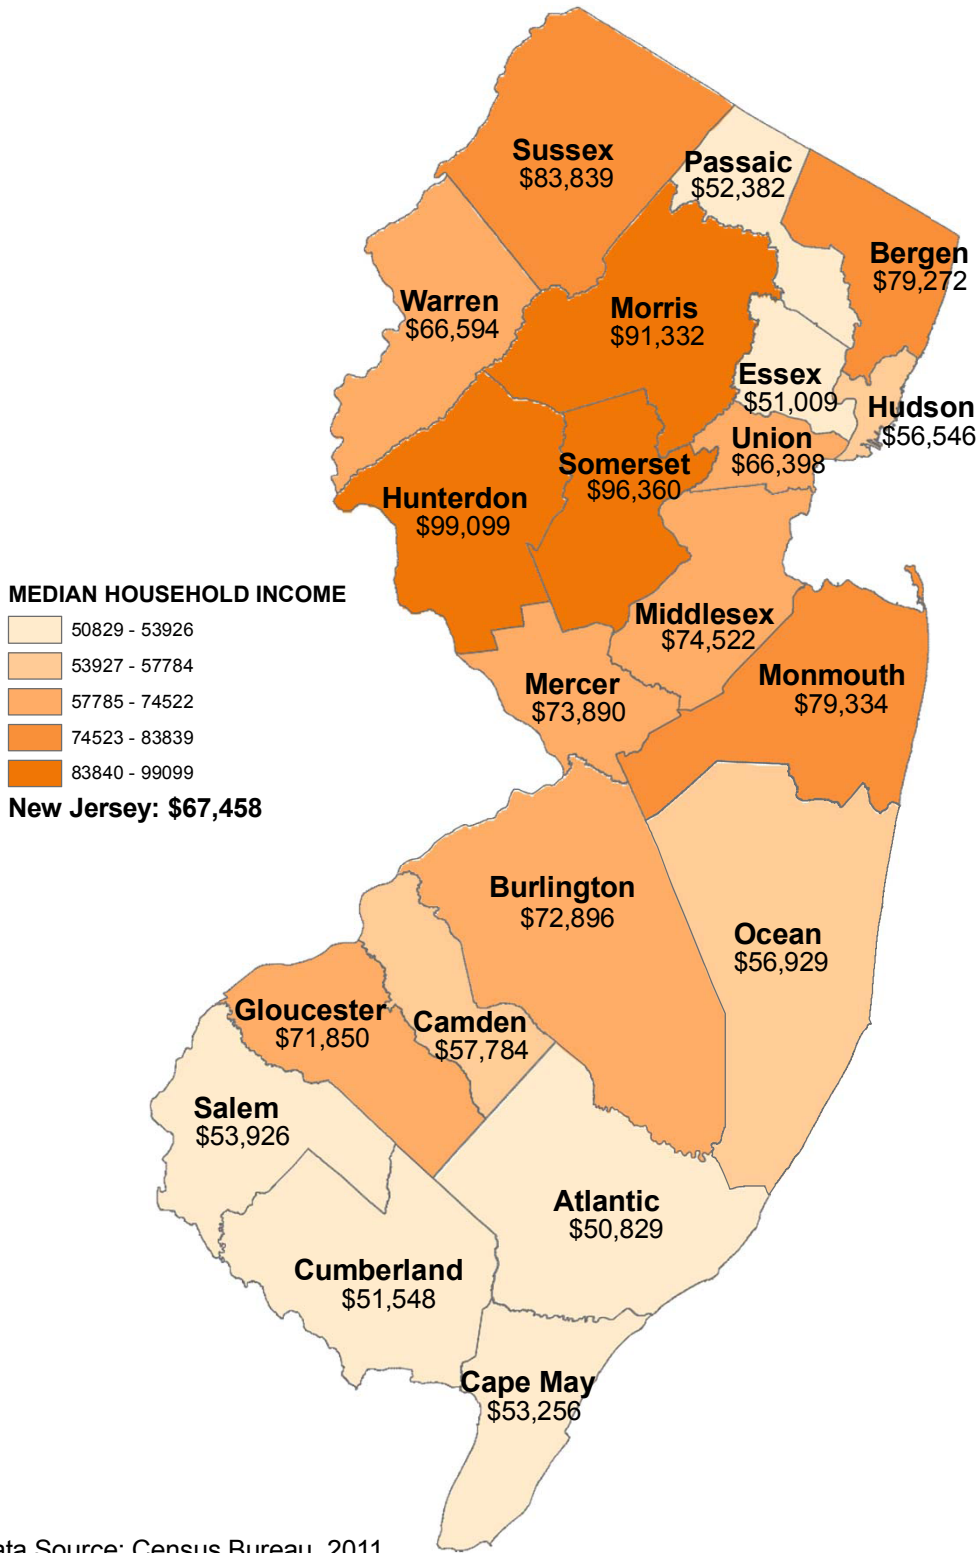 Sussex
$83,839
Passaic
$52,382
Bergen
$79,272
Warren
$66,594
Morris
$91,332
Essex
$51,009
Hudson
$56,546
Union
$66,398
Somerset
$96,360
Hunterdon
$99,099
MEDIAN HOUSEHOLD INCOME
50829 - 53926
53927 - 57784
57785 - 74522
74523 - 83839
83840 - 99099
New Jersey: $67,458
Middlesex
$74,522
Monmouth
$79,334
Mercer
$73,890
Burlington
$72,896
Ocean
$56,929
Gloucester
$71,850
Camden
$57,784
Salem
$53,926
Atlantic
$50,829
Cumberland
$51,548
Cape May
$53,256
ata Source: Census Bureau, 2011